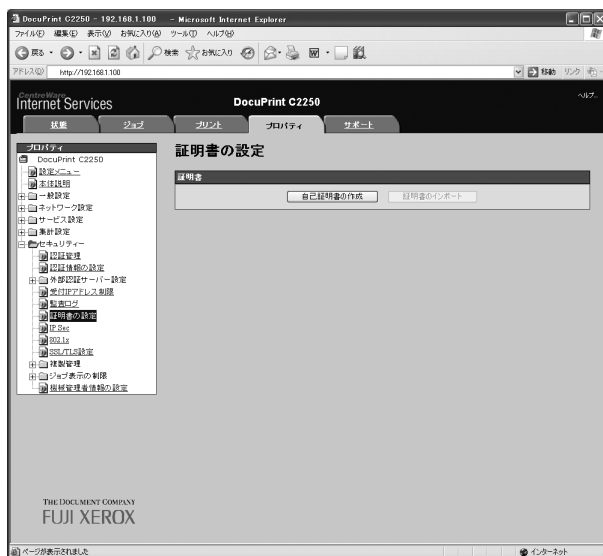 DocuPrint C2250 - 192.168.1.100 - Microsoft Internet Explorer
ファイル(F) 編集(E) 表示(V) お気に入り(A) ツール(T) ヘルプ(H)
戻る 検索 お気に入り
アドレス(D) http://192.168.1.100 移動 リンク
CentreWare
Internet Services
DocuPrint C2250
ヘルプ
状態 ジョブ プリント プロパティ サポート
プロパティ
DocuPrint C2250
設定メニュー
本体説明
一般設定
ネットワーク設定
サービス設定
集計設定
セキュリティー
認証管理
認証情報の設定
外部認証サーバー設定
受付IPアドレス制限
監査ログ
証明書の設定
IP Sec
802.1x
SSL/TLS設定
複製管理
ジョブ表示の制限
機械管理者情報の設定
証明書の設定
証明書
自己証明書の作成 証明書のインポート
THE DOCUMENT COMPANY
FUJI XEROX
ページが表示されました インターネット